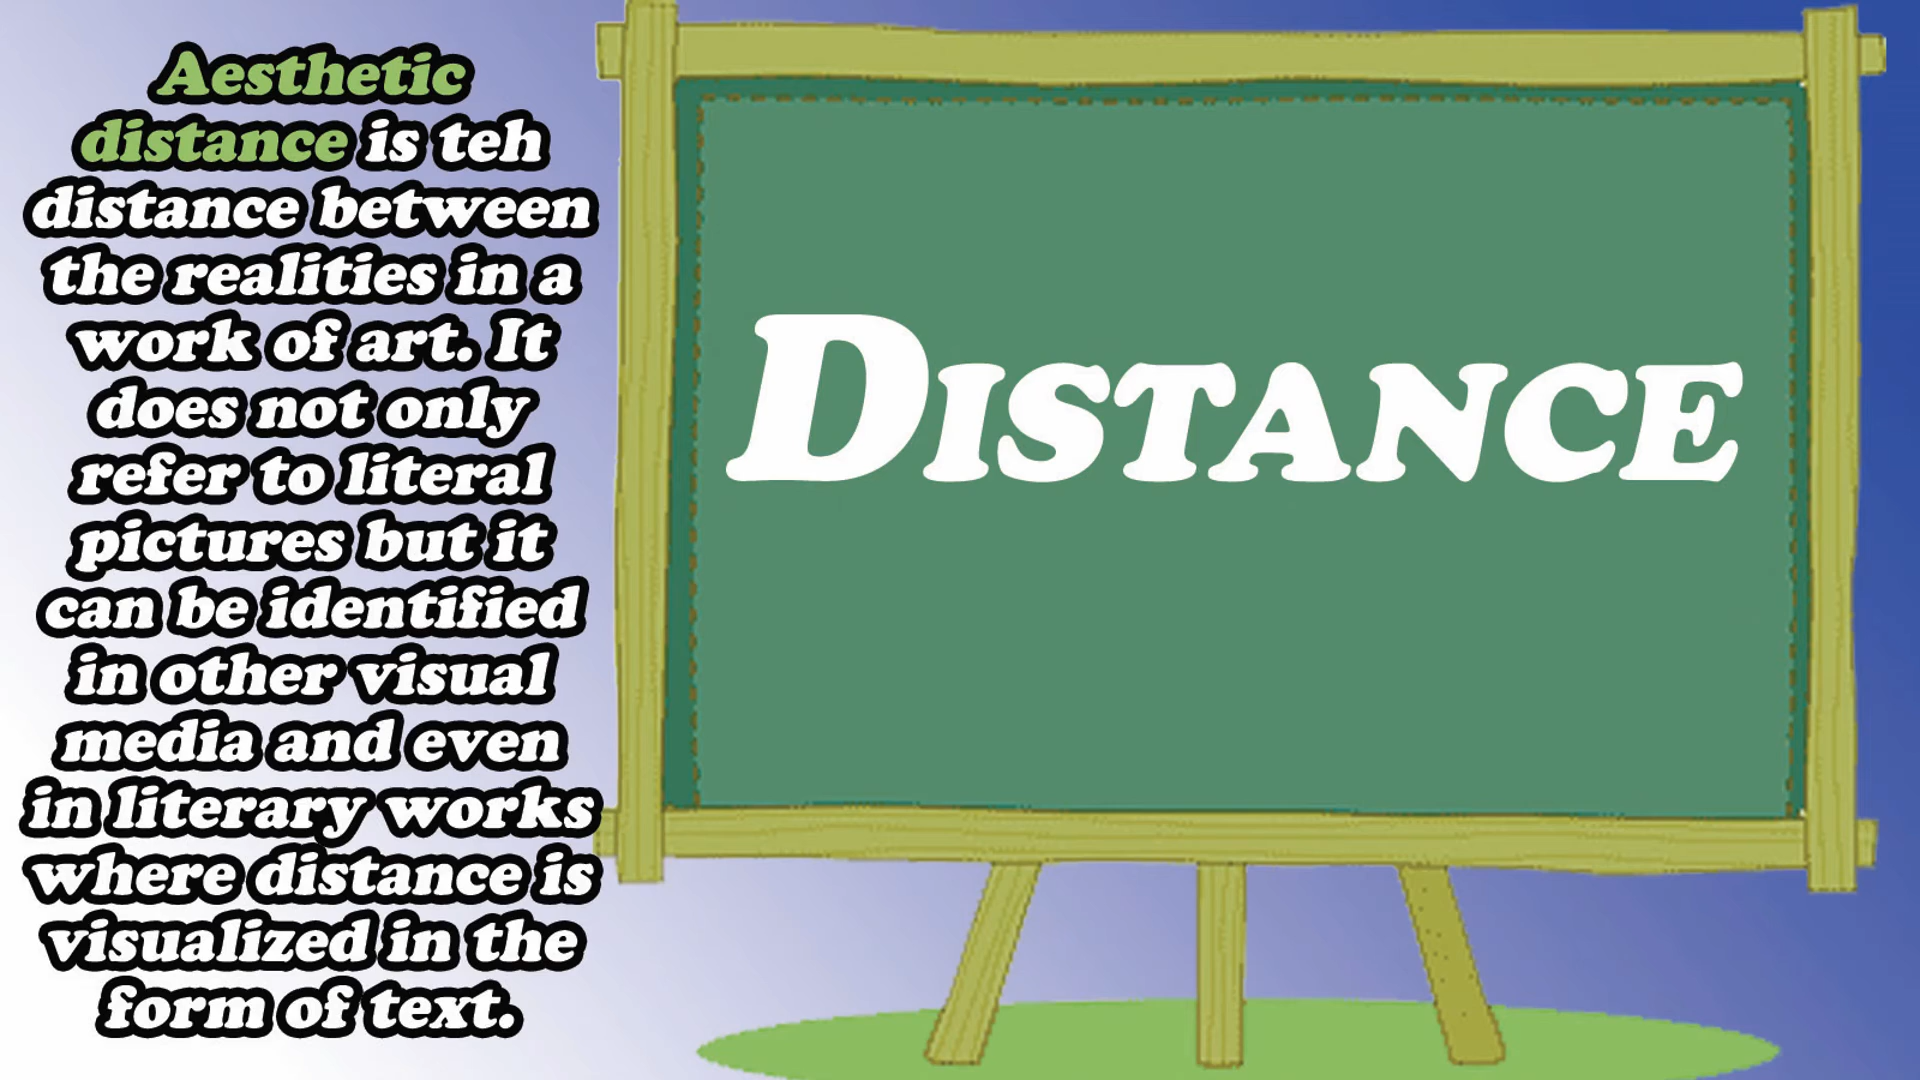 Aesthetic
distance is teh
distance between
the realities in a
work of art. It
does not only
refer to literal
pictures but it
can be identified
in other visual
media and even
in literary works
where distance is
visualized in the
form of text.
DISTANCE